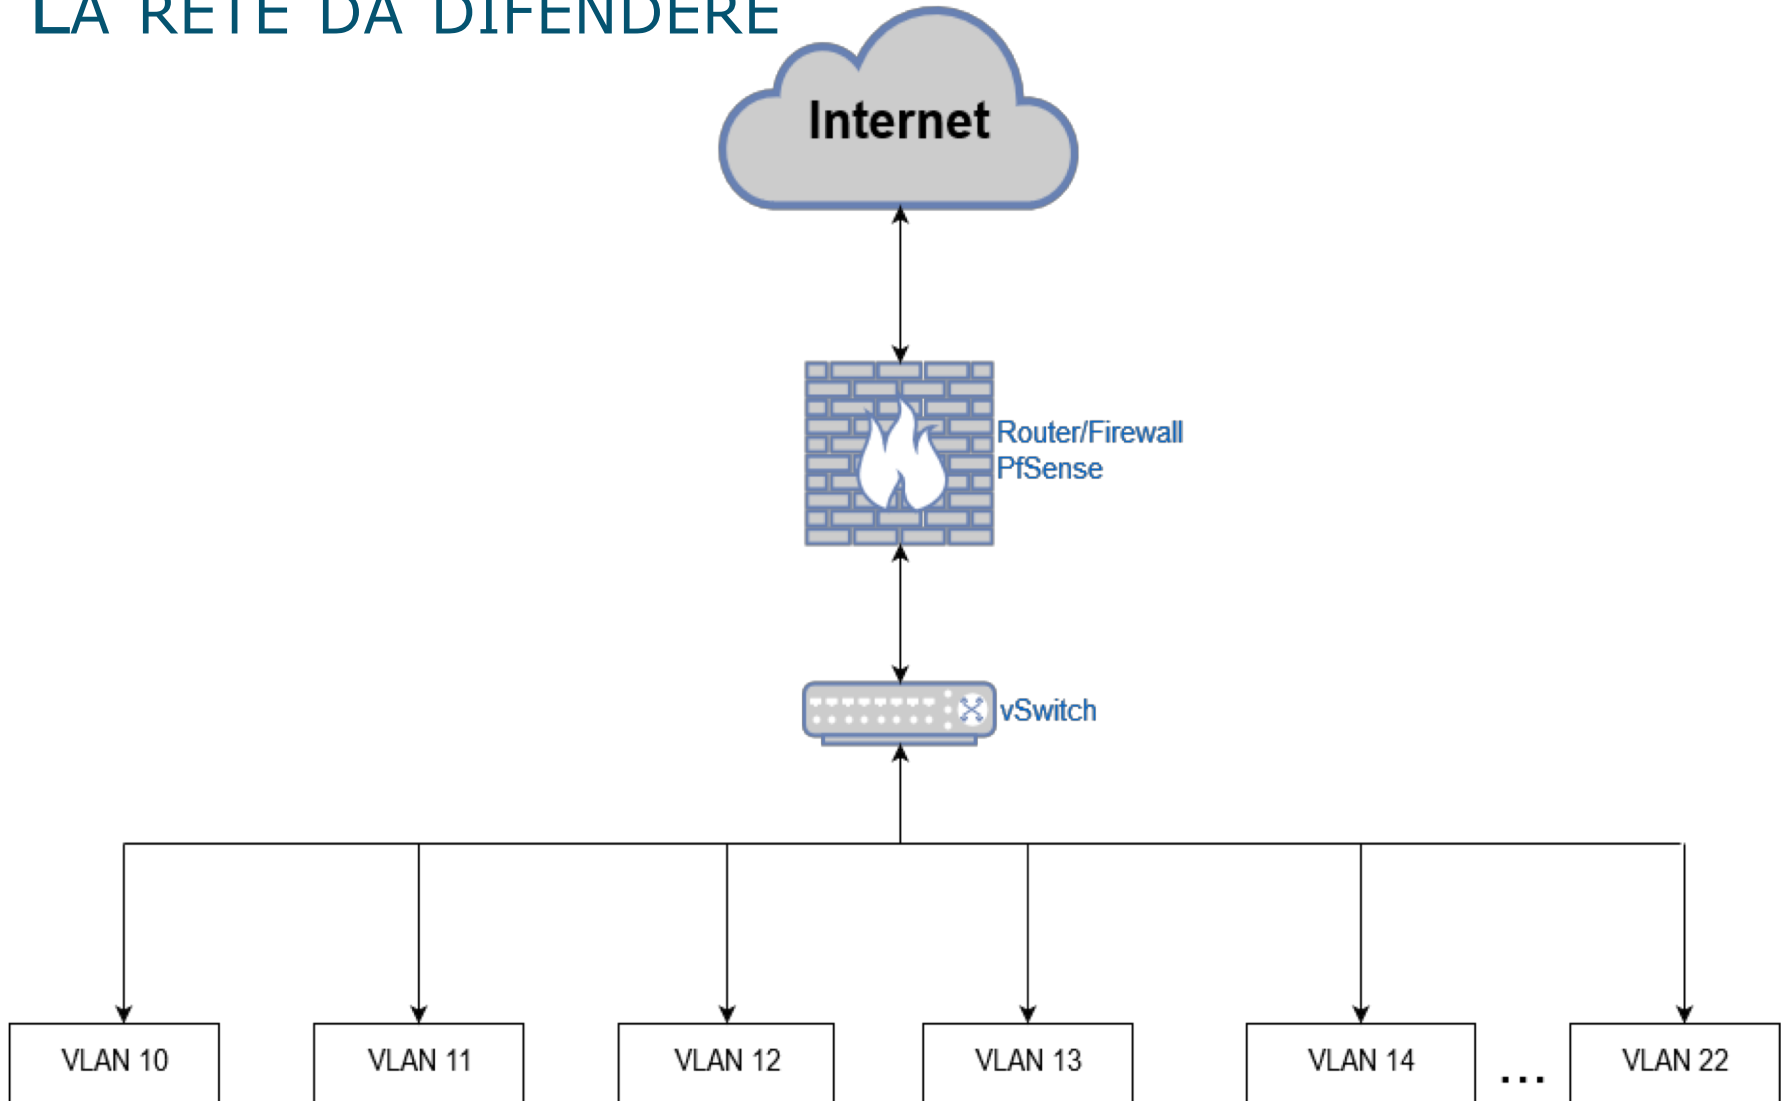 LA RETE DA DIFENDERE
Internet
Router/Firewall
PfSense
vSwitch
VLAN 10
VLAN 11
VLAN 12
VLAN 13
VLAN 14
...
VLAN 22